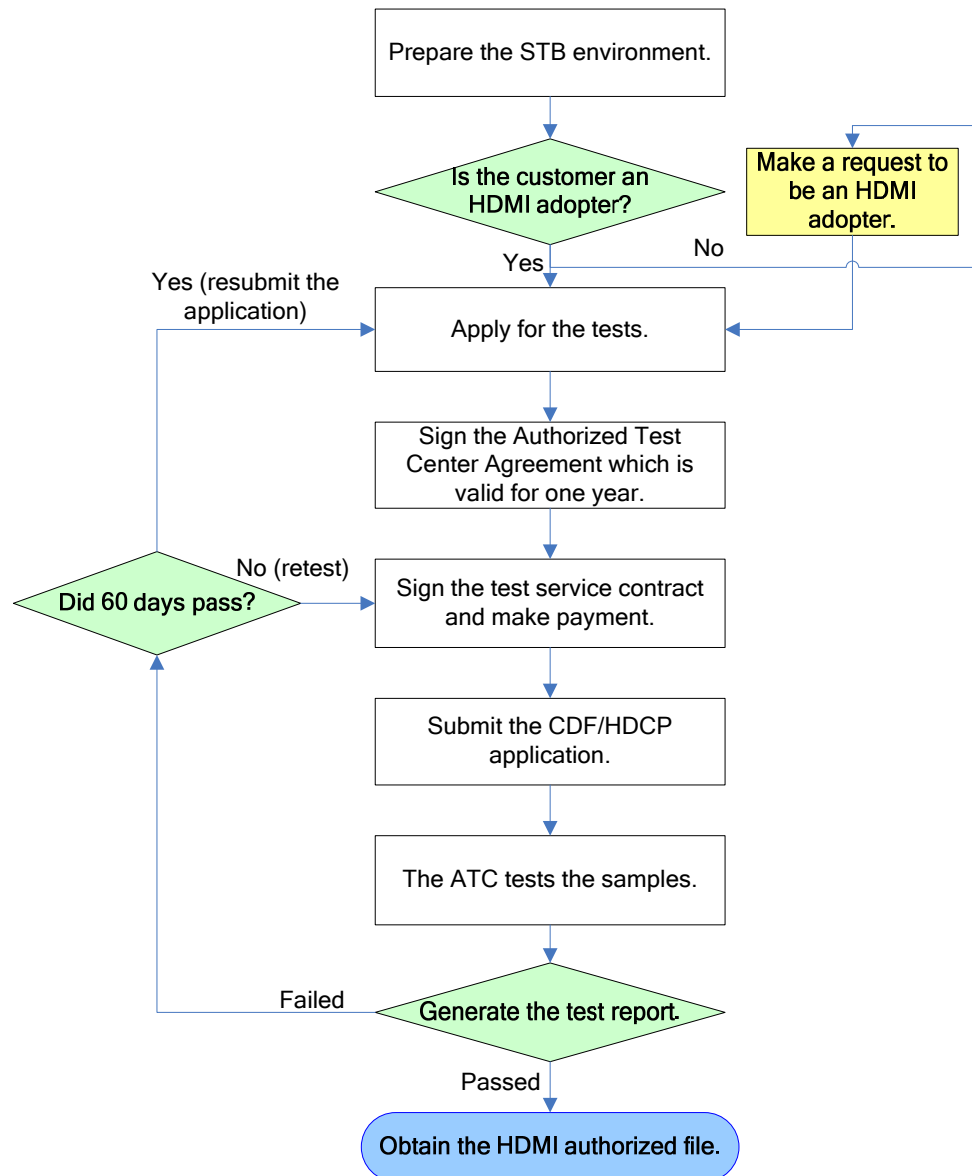 Prepare the STB environment.
Is the customer an
HDMI adopter?
Make a request to
be an HDMI
adopter.
No
Yes
Yes (resubmit the
application)
Apply for the tests.
Sign the Authorized Test
Center Agreement which is
valid for one year.
No (retest)
Did 60 days pass?
Sign the test service contract
and make payment.
Submit the CDF/HDCP
application.
The ATC tests the samples.
Failed
Generate the test report.
Passed
Obtain the HDMI authorized file.